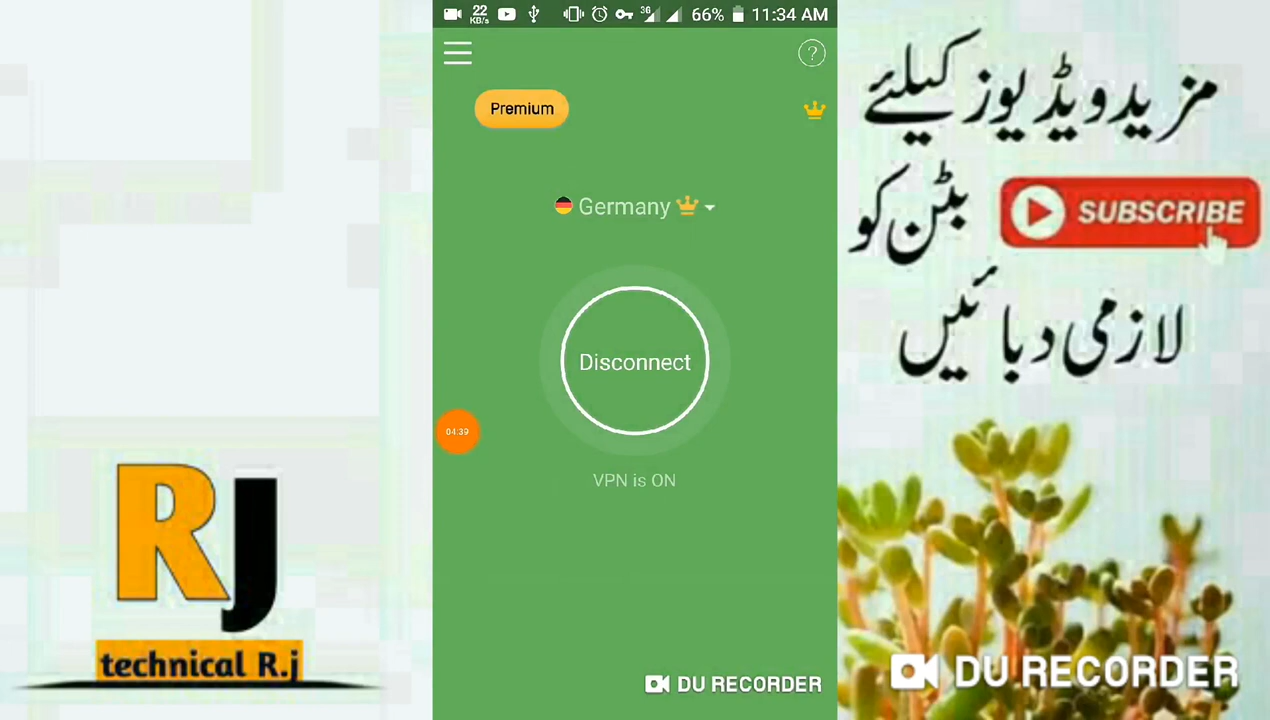 22
KB/s
3G
66%
11:34 AM
?
Premium
Germany
Disconnect
04:39
VPN is ON
DU RECORDER
RJ
technical R.j
مزید ویڈیوز کیلئے
SUBSCRIBE بٹن کو
لازمی دبائیں
DU RECORDER